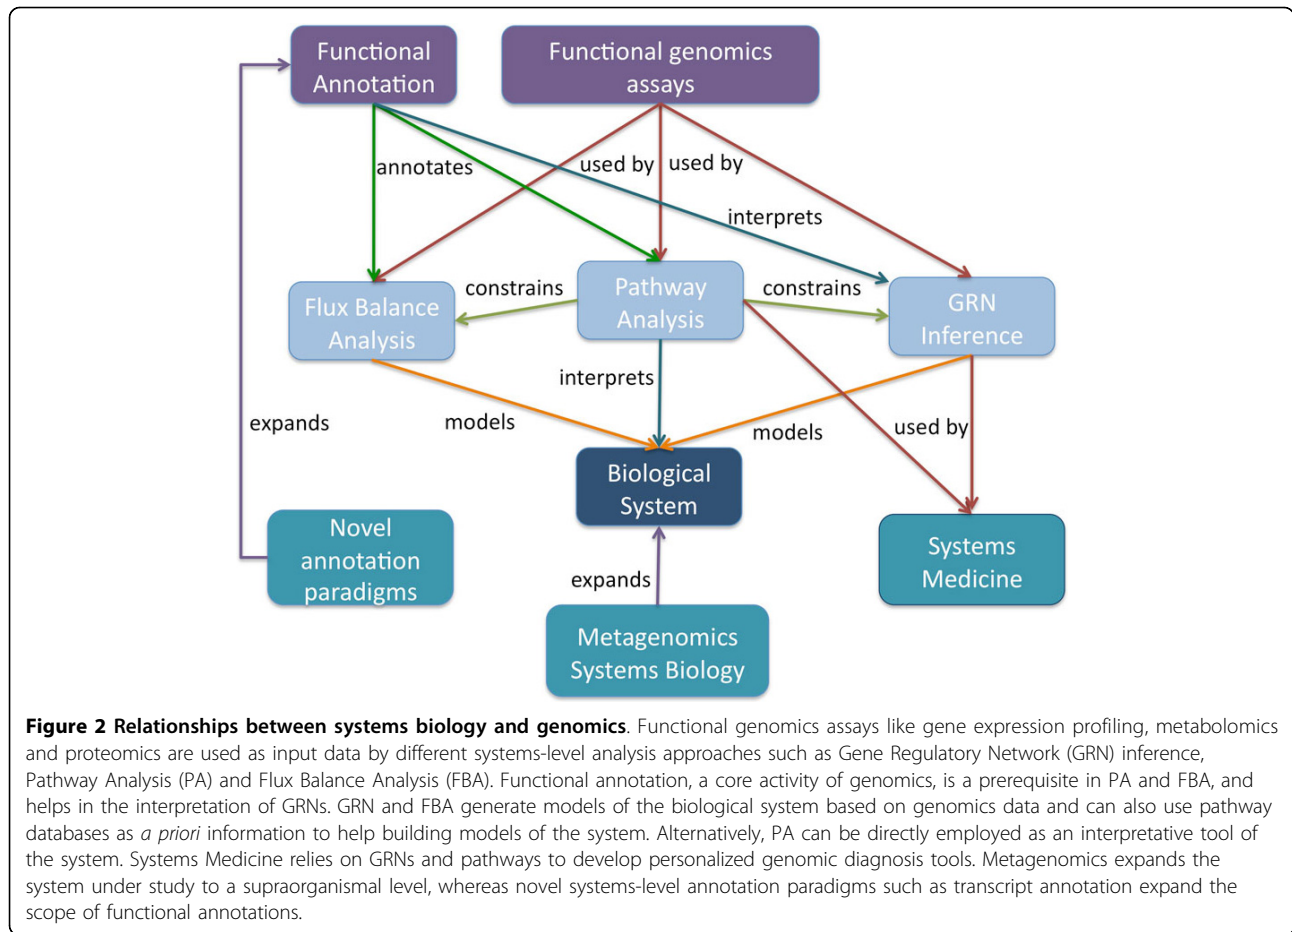 Functional
Annotation
Functional genomics
assays
annotates
used by
used by
interprets
Flux Balance
Analysis
constrains
Pathway
Analysis
constrains
GRN
Inference
interprets
expands
models
models
used by
Biological
System
Novel
annotation
paradigms
Systems
Medicine
expands
Metagenomics
Systems Biology
Figure 2 Relationships between systems biology and genomics. Functional genomics assays like gene expression profiling, metabolomics
and proteomics are used as input data by different systems-level analysis approaches such as Gene Regulatory Network (GRN) inference,
Pathway Analysis (PA) and Flux Balance Analysis (FBA). Functional annotation, a core activity of genomics, is a prerequisite in PA and FBA, and
helps in the interpretation of GRNs. GRN and FBA generate models of the biological system based on genomics data and can also use pathway
databases as a priori information to help building models of the system. Alternatively, PA can be directly employed as an interpretative tool of
the system. Systems Medicine relies on GRNs and pathways to develop personalized genomic diagnosis tools. Metagenomics expands the
system under study to a supraorganismal level, whereas novel systems-level annotation paradigms such as transcript annotation expand the
scope of functional annotations.